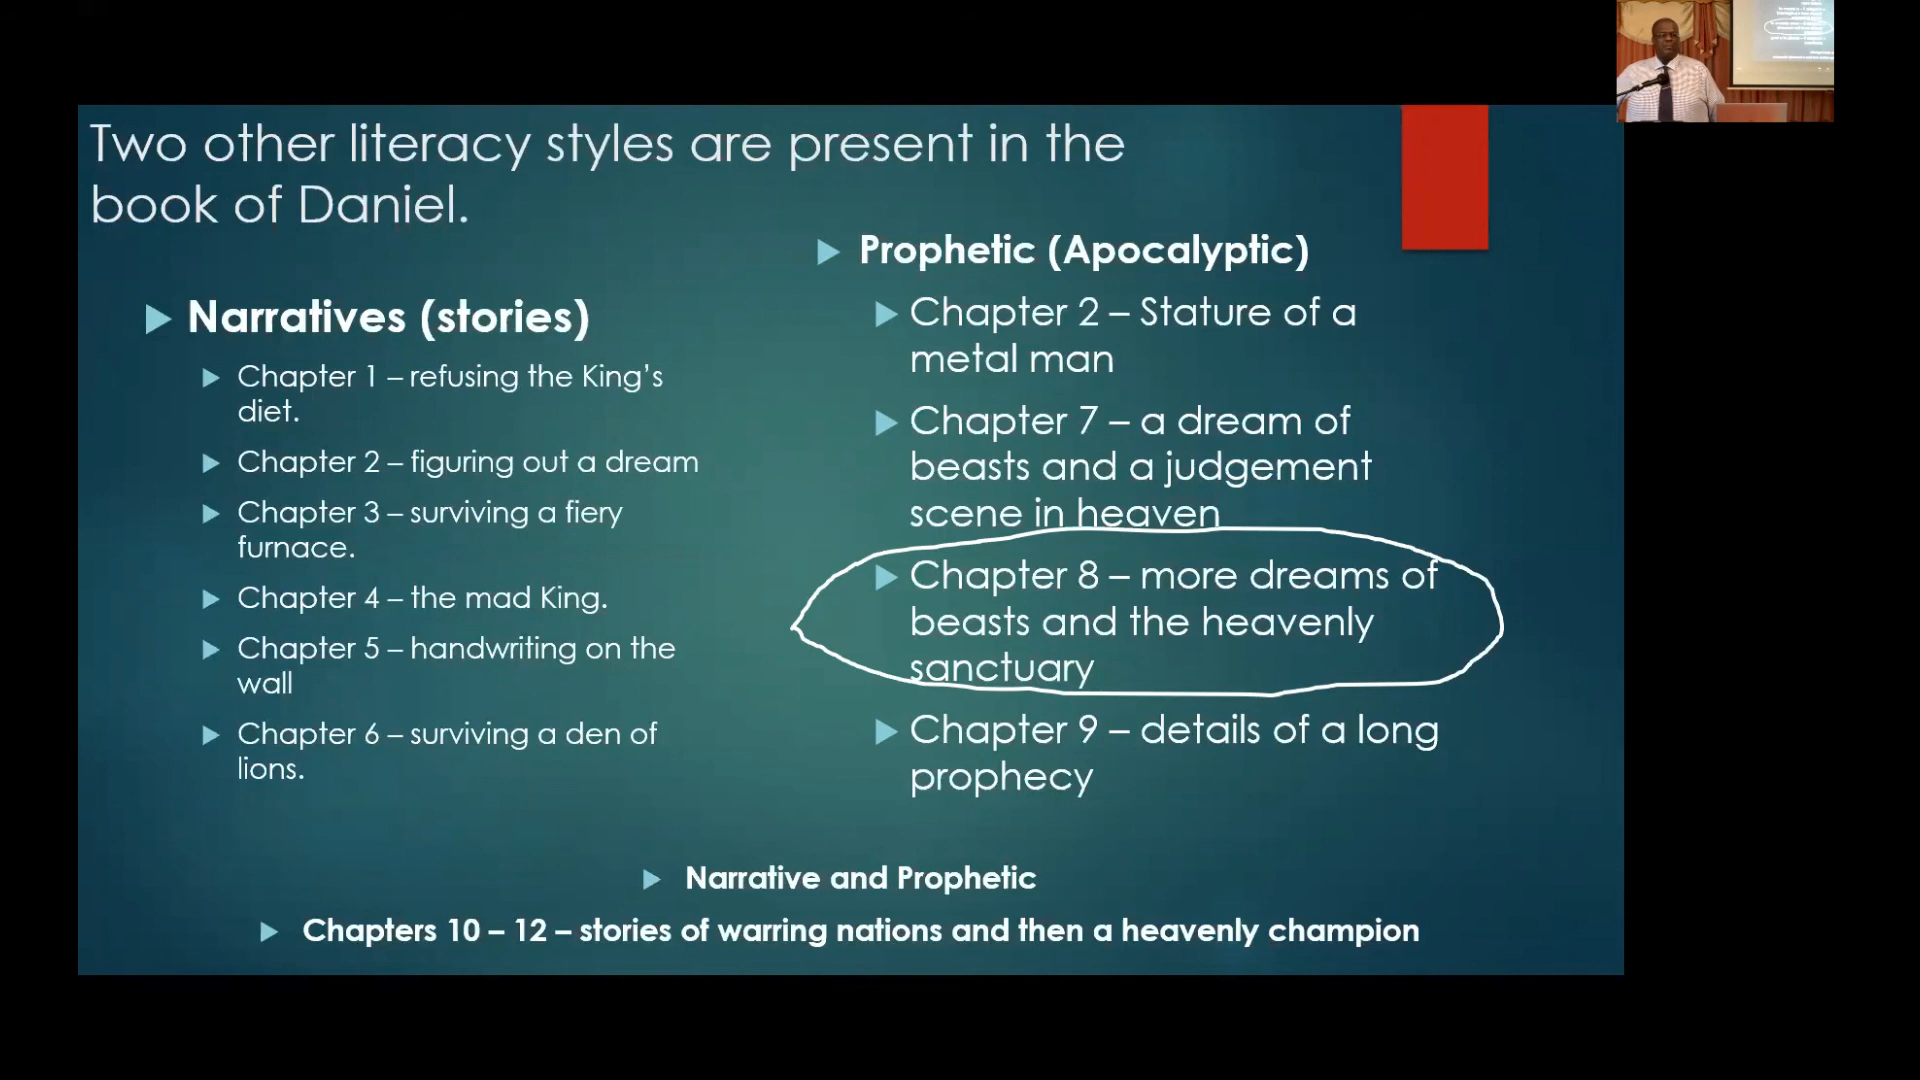 Two other literacy styles are present in the
book of Daniel.
Narratives (stories)
Chapter 1 – refusing the King’s
diet.
Chapter 2 – figuring out a dream
Chapter 3 – surviving a fiery
furnace.
Chapter 4 – the mad King.
Chapter 5 – handwriting on the
wall
Chapter 6 – surviving a den of
lions.
Prophetic (Apocalyptic)
Chapter 2 – Stature of a
metal man
Chapter 7 – a dream of
beasts and a judgement
scene in heaven
Chapter 8 – more dreams of
beasts and the heavenly
sanctuary
Chapter 9 – details of a long
prophecy
Narrative and Prophetic
Chapters 10 – 12 – stories of warring nations and then a heavenly champion